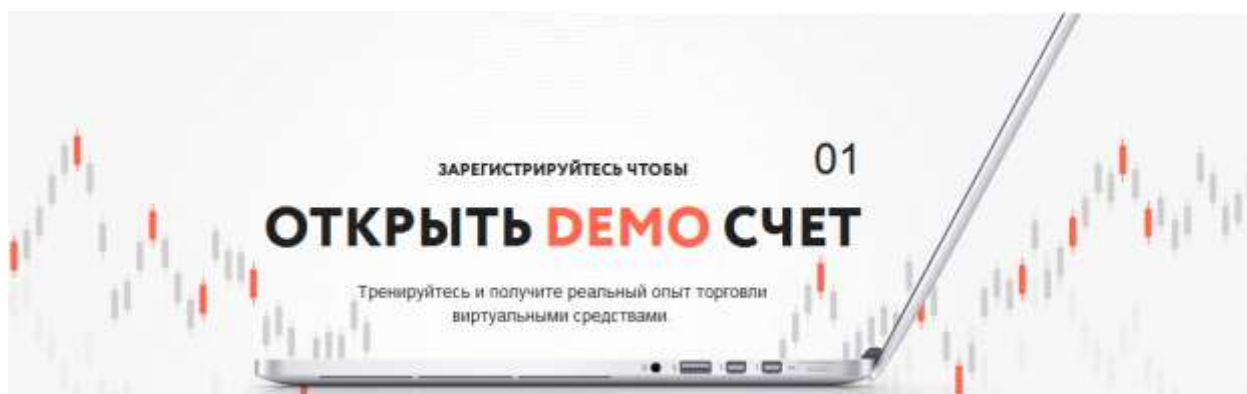 ЗАРЕГИСТРИРУЙТЕСЬ ЧТОБЫ
01
ОТКРЫТЬ DEMO СЧЕТ
Тренируйтесь и получите реальный опыт торговли
виртуальными средствами